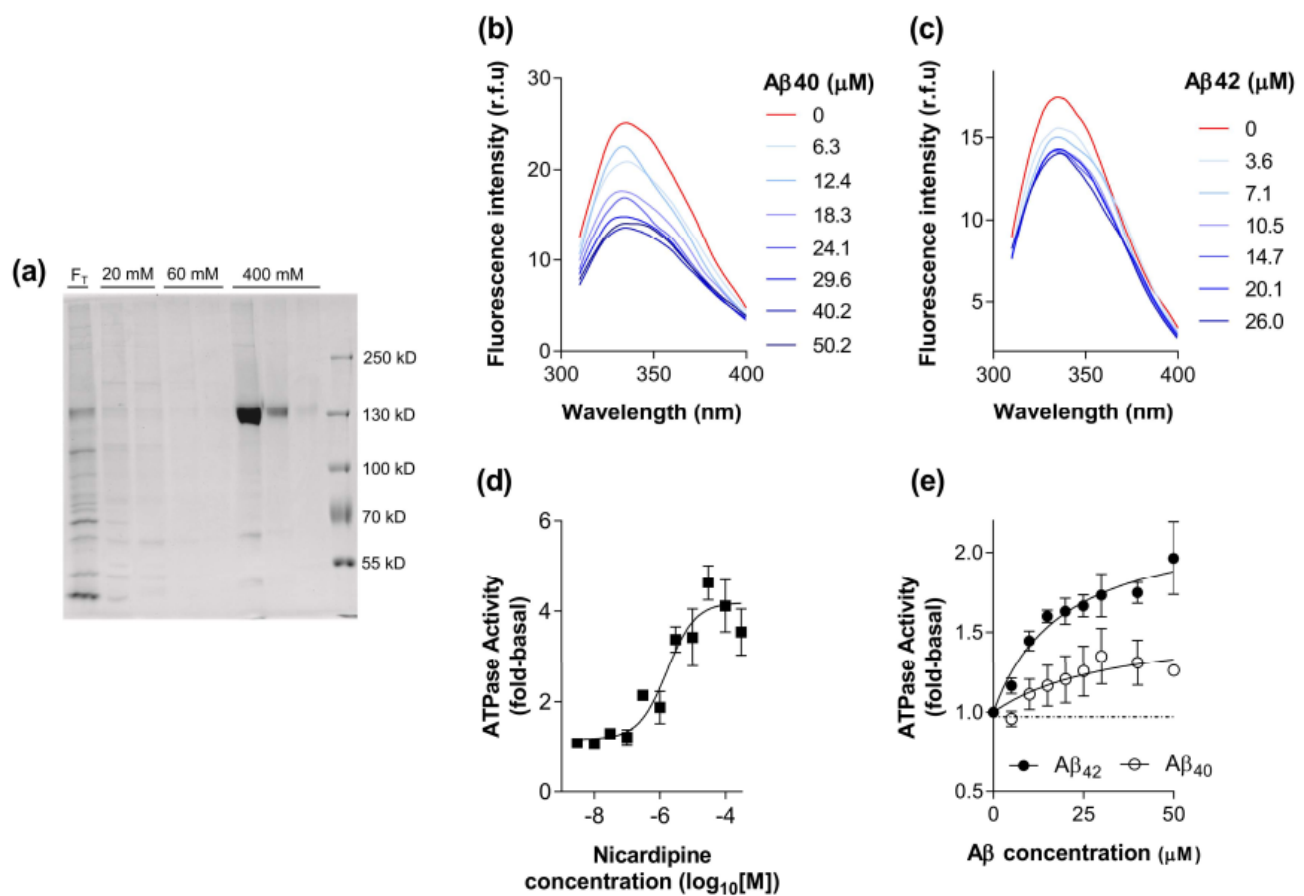 (a)
F_T 20 mM 60 mM 400 mM
250 kD
130 kD
100 kD
70 kD
55 kD
(b)
Fluorescence intensity (r.f.u)
30
20
10
0
300 350 400
Wavelength (nm)
Aβ40 (μM)
0
6.3
12.4
18.3
24.1
29.6
40.2
50.2
(c)
Fluorescence intensity (r.f.u)
15
10
5
300 350 400
Wavelength (nm)
Aβ42 (μM)
0
3.6
7.1
10.5
14.7
20.1
26.0
(d)
ATPase Activity
(fold-basal)
6
4
2
0
-8 -6 -4
Nicardipine
concentration (log₁₀[M])
(e)
ATPase Activity
(fold-basal)
2.0
1.5
1.0
0.5
Aβ₄₂ Aβ₄₀
0 25 50
Aβ concentration (μM)